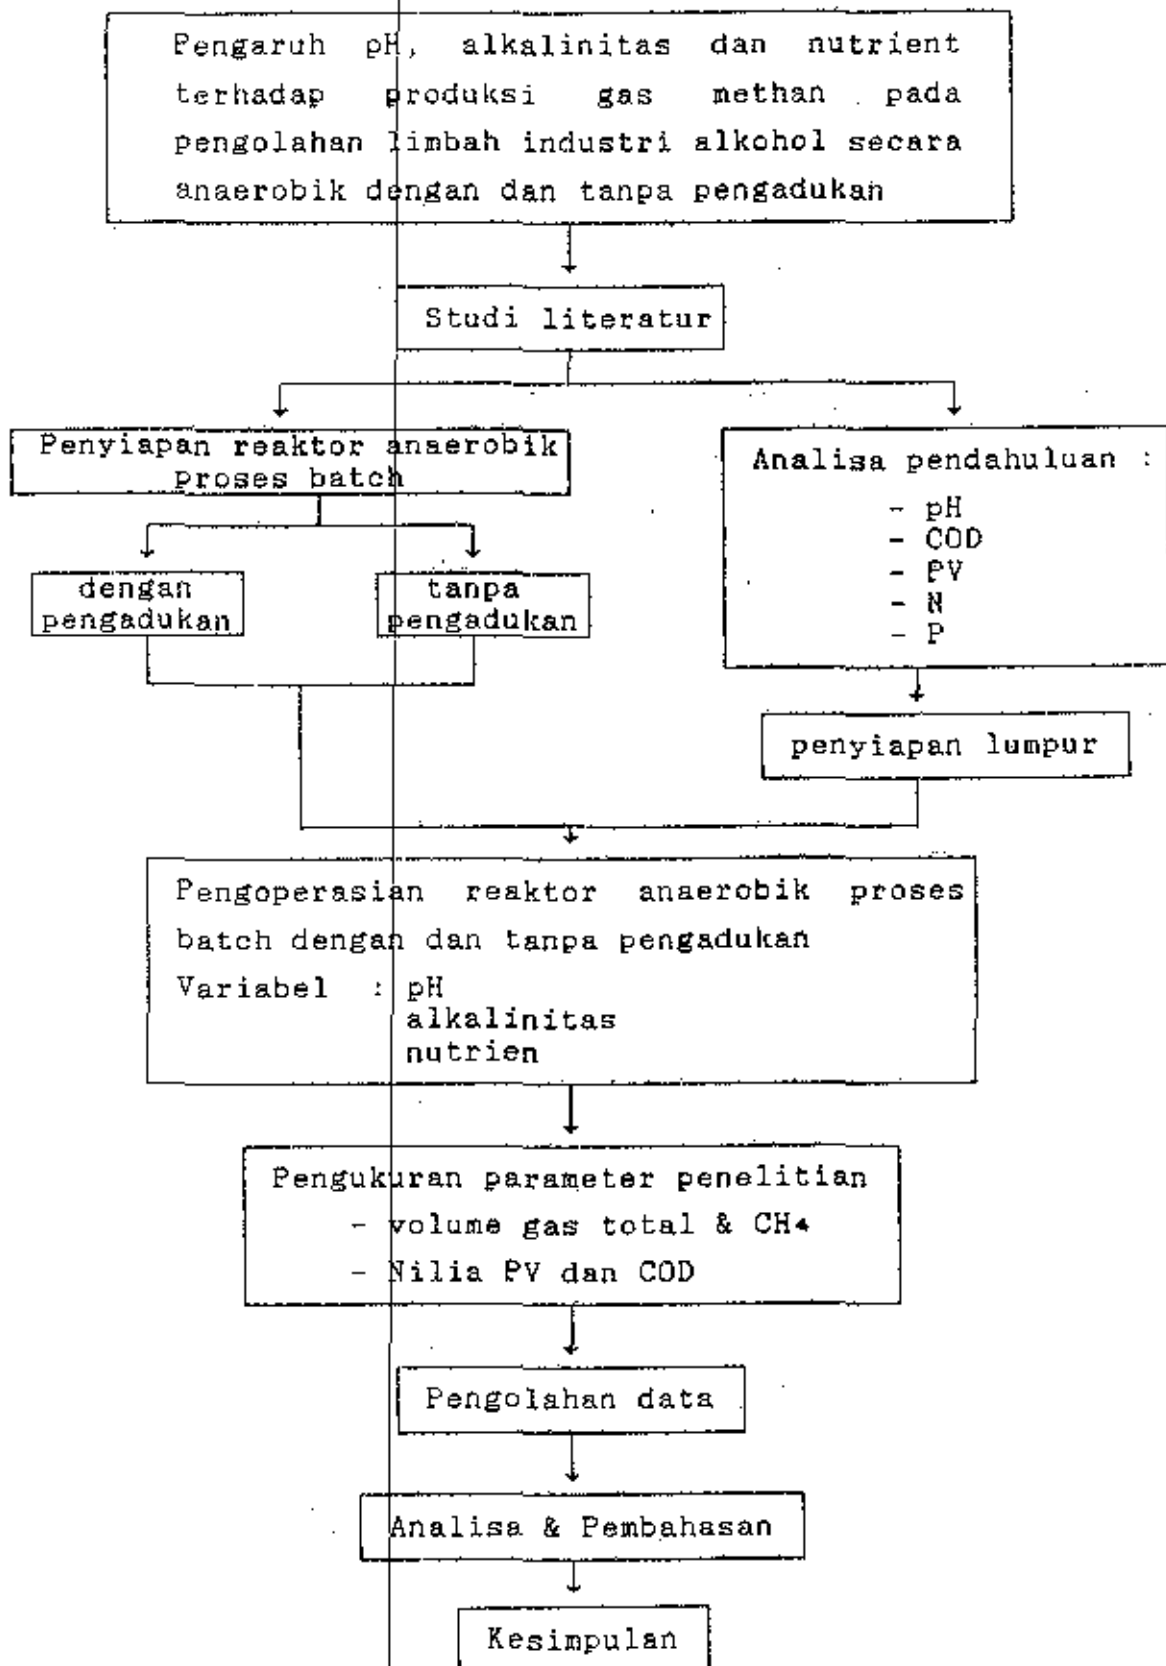 Pengaruh pH, alkalinitas dan nutrient
terhadap produksi gas methan pada
pengolahan limbah industri alkohol secara
anaerobik dengan dan tanpa pengadukan
Studi literatur
Penyiapan reaktor anaerobik
proses batch
Analisa pendahuluan :
- pH
- COD
- PV
- N
- P
dengan
pengadukan
tanpa
pengadukan
penyiapan lumpur
Pengoperasian reaktor anaerobik proses
batch dengan dan tanpa pengadukan
Variabel : pH
alkalinitas
nutrien
Pengukuran parameter penelitian
- volume gas total & CH4
- Nilia PV dan COD
Pengolahan data
Analisa & Pembahasan
Kesimpulan